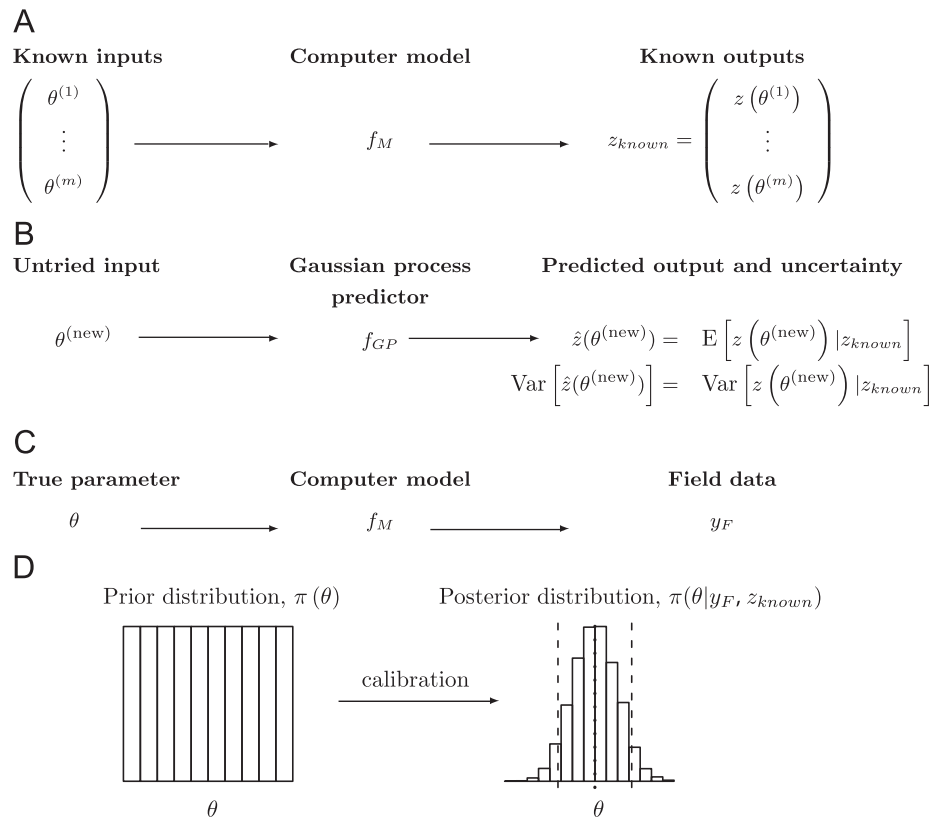 A
Known inputs Computer model Known outputs
θ^(1)
⋮
θ^(m)
f_M
z_known =
z(θ^(1))
⋮
z(θ^(m))
B
Untried input Gaussian process Predicted output and uncertainty
predictor
θ^(new) f_GP ẑ(θ^(new)) = E[z(θ^(new))|z_known]
Var[ẑ(θ^(new))] = Var[z(θ^(new))|z_known]
C
True parameter Computer model Field data
θ f_M y_F
D
Prior distribution, π(θ) Posterior distribution, π(θ|y_F, z_known)
calibration
θ θ